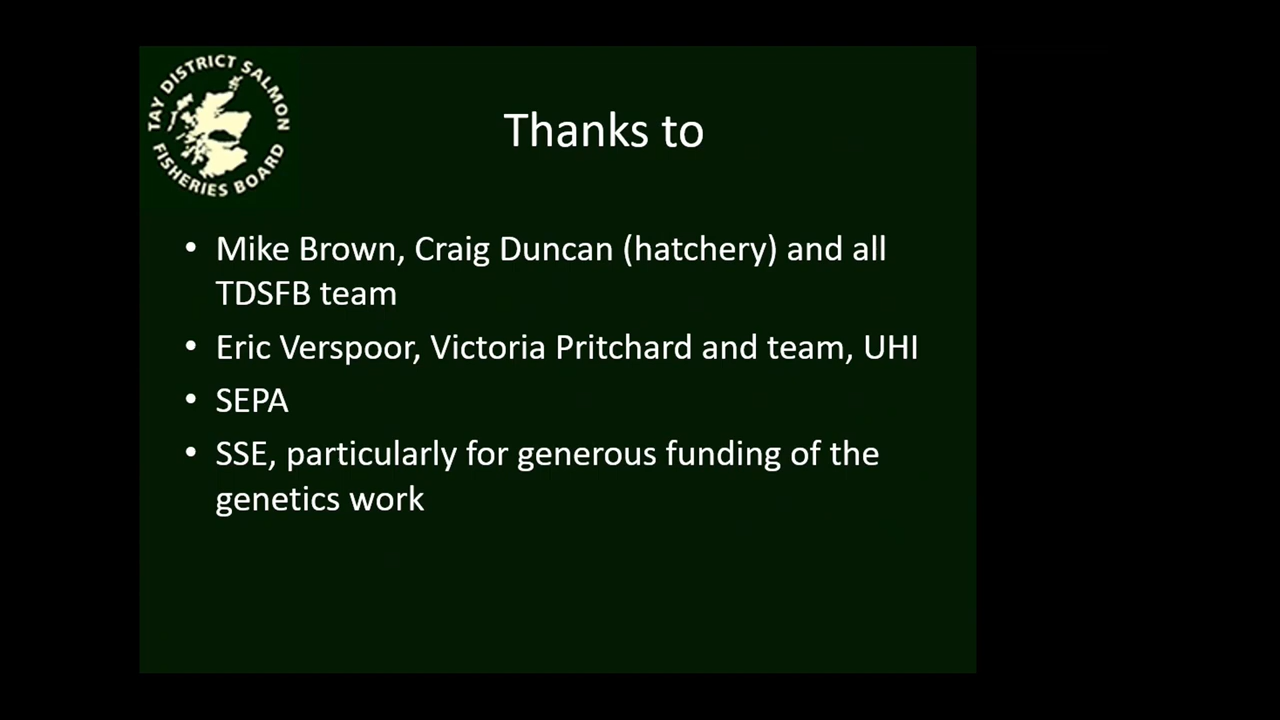 TAY DISTRICT SALMON
FISHERIES BOARD
Thanks to
• Mike Brown, Craig Duncan (hatchery) and all
TDSFB team
• Eric Verspoor, Victoria Pritchard and team, UHI
• SEPA
• SSE, particularly for generous funding of the
genetics work